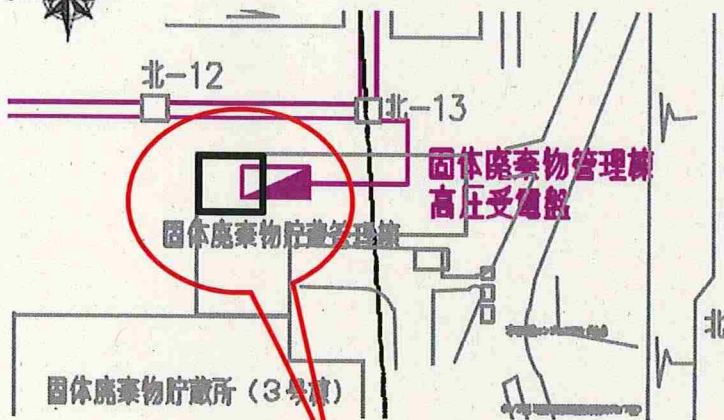 北-12
北-13
固体廃棄物管理棟
高圧受電盤
固体廃棄物貯蔵管理棟
北
固体廃棄物貯蔵所（3号棟）